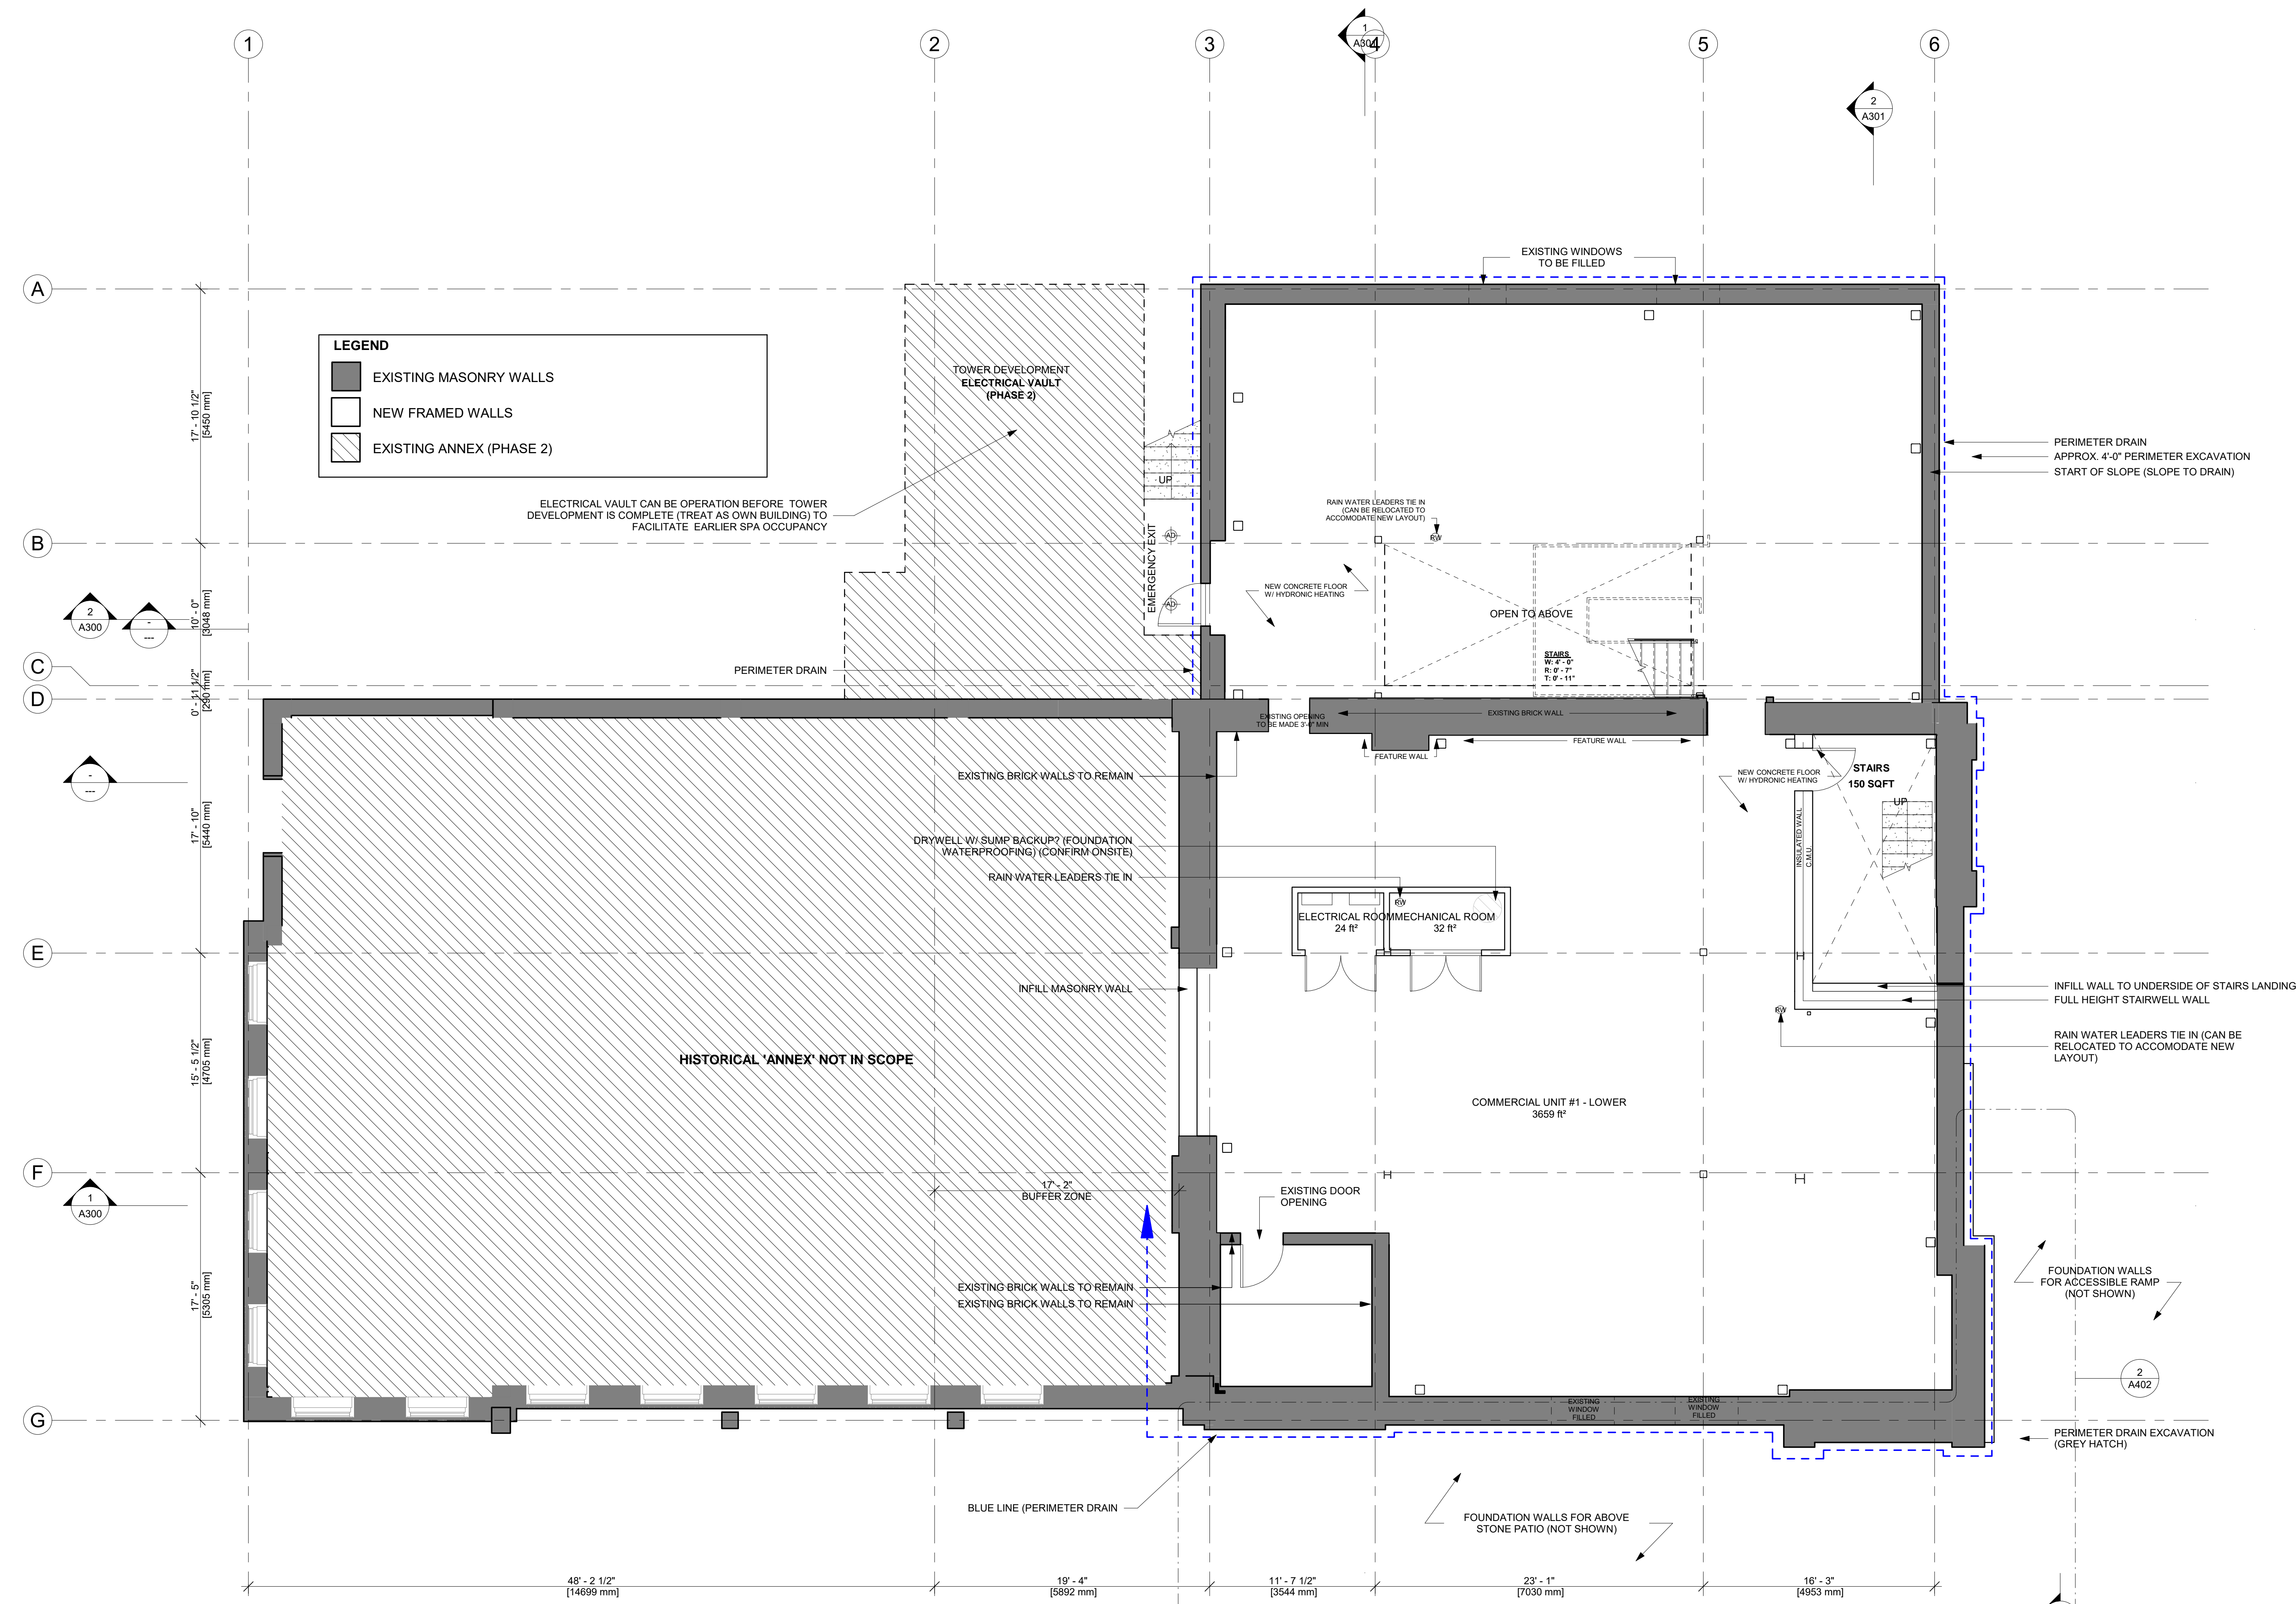 1
2
3
1
A304
4
5
6
2
A301
EXISTING WINDOWS
TO BE FILLED
A
LEGEND
EXISTING MASONRY WALLS
NEW FRAMED WALLS
EXISTING ANNEX (PHASE 2)
TOWER DEVELOPMENT
ELECTRICAL VAULT
(PHASE 2)
17' - 10 1/2"
[5450 mm]
PERIMETER DRAIN
APPROX. 4'-0" PERIMETER EXCAVATION
START OF SLOPE (SLOPE TO DRAIN)
UP
ELECTRICAL VAULT CAN BE OPERATION BEFORE TOWER
DEVELOPMENT IS COMPLETE (TREAT AS OWN BUILDING) TO
FACILITATE EARLIER SPA OCCUPANCY
RAIN WATER LEADERS TIE IN
(CAN BE RELOCATED TO
ACCOMODATE NEW LAYOUT)
RW
B
AD
EMERGENCY EXIT
AD
NEW CONCRETE FLOOR
W/ HYDRONIC HEATING
OPEN TO ABOVE
2
A300
-
---
10' - 0"
[3048 mm]
STAIRS
W: 4' - 0"
R: 0' - 7"
T: 0' - 11"
C
PERIMETER DRAIN
0' - 11 1/2"
[290 mm]
D
EXISTING OPENING
TO BE MADE 3'-0" MIN
EXISTING BRICK WALL
FEATURE WALL
FEATURE WALL
-
---
EXISTING BRICK WALLS TO REMAIN
NEW CONCRETE FLOOR
W/ HYDRONIC HEATING
STAIRS
150 SQFT
UP
17' - 10"
[5440 mm]
DRYWELL W/ SUMP BACKUP? (FOUNDATION
WATERPROOFING) (CONFIRM ONSITE)
INSULATED WALL
C.M.U.
RAIN WATER LEADERS TIE IN
RW
ELECTRICAL ROOM
24 ft²
MECHANICAL ROOM
32 ft²
E
INFILL MASONRY WALL
INFILL WALL TO UNDERSIDE OF STAIRS LANDING
FULL HEIGHT STAIRWELL WALL
RW
RAIN WATER LEADERS TIE IN (CAN BE
RELOCATED TO ACCOMODATE NEW
LAYOUT)
15' - 5 1/2"
[4705 mm]
HISTORICAL 'ANNEX' NOT IN SCOPE
COMMERCIAL UNIT #1 - LOWER
3659 ft²
F
1
A300
17' - 2"
BUFFER ZONE
EXISTING DOOR
OPENING
17' - 5"
[5305 mm]
EXISTING BRICK WALLS TO REMAIN
EXISTING BRICK WALLS TO REMAIN
FOUNDATION WALLS
FOR ACCESSIBLE RAMP
(NOT SHOWN)
2
A402
G
EXISTING
WINDOW
FILLED
EXISTING
WINDOW
FILLED
PERIMETER DRAIN EXCAVATION
(GREY HATCH)
BLUE LINE (PERIMETER DRAIN
FOUNDATION WALLS FOR ABOVE
STONE PATIO (NOT SHOWN)
48' - 2 1/2"
[14699 mm]
19' - 4"
[5892 mm]
11' - 7 1/2"
[3544 mm]
23' - 1"
[7030 mm]
16' - 3"
[4953 mm]